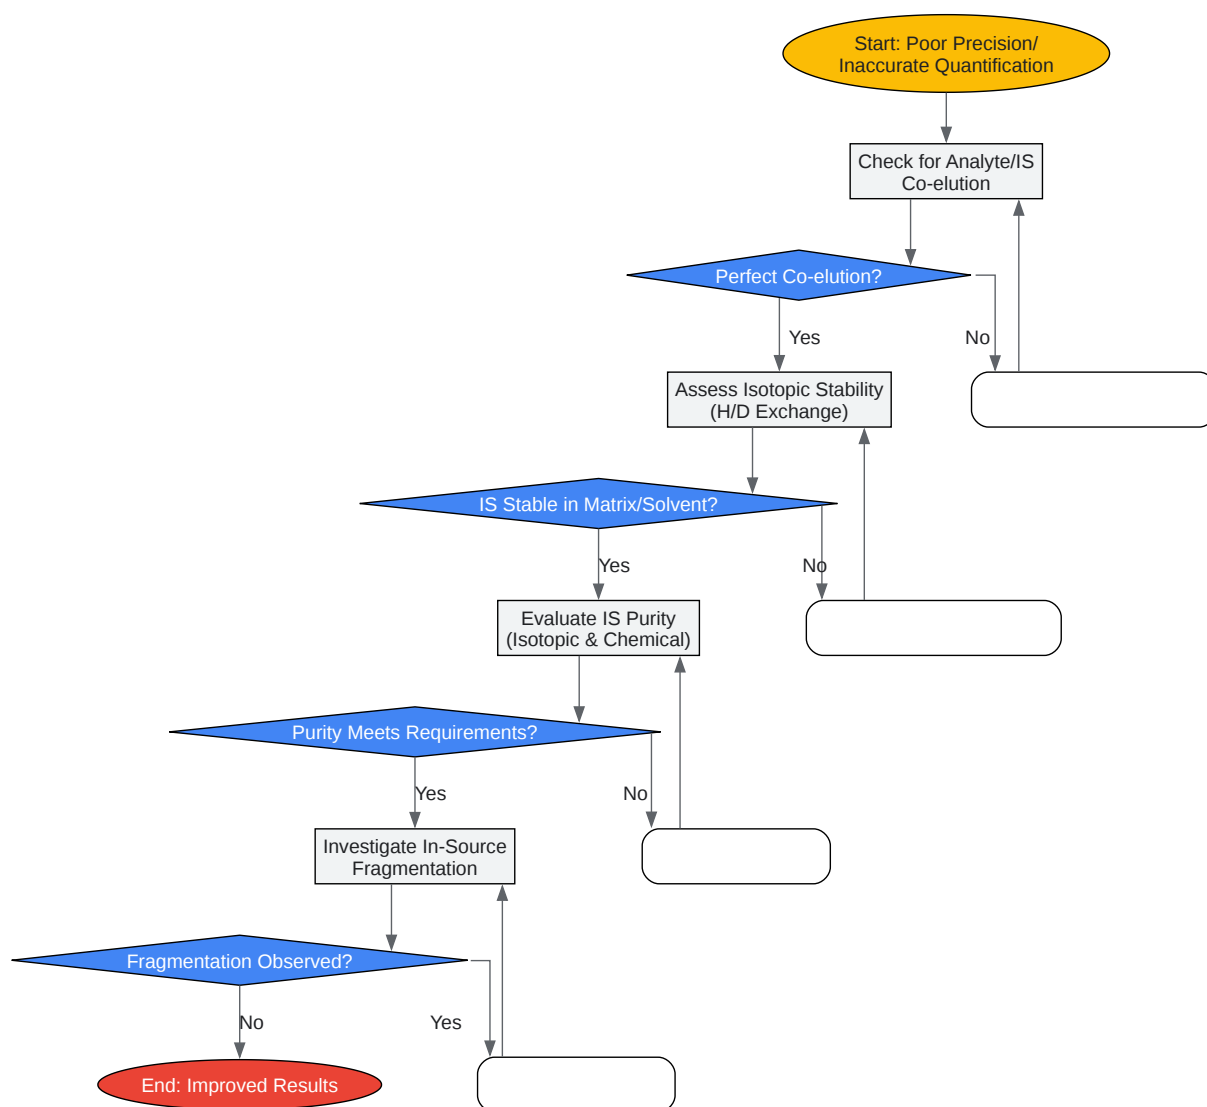 Start: Poor Precision/
Inaccurate Quantification
Check for Analyte/IS
Co-elution
Perfect Co-elution?
Yes
No
Assess Isotopic Stability
(H/D Exchange)
IS Stable in Matrix/Solvent?
Yes
No
Evaluate IS Purity
(Isotopic & Chemical)
Purity Meets Requirements?
Yes
No
Investigate In-Source
Fragmentation
Fragmentation Observed?
No
Yes
End: Improved Results